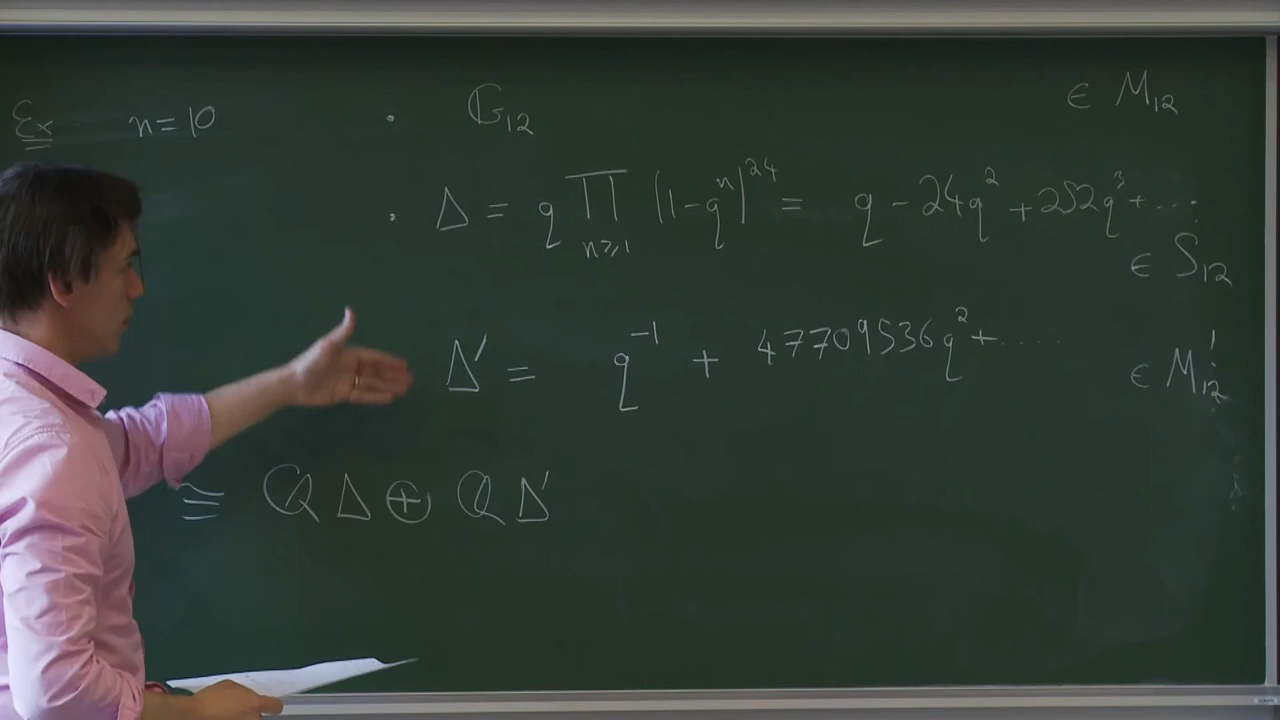 Ex n=10 · 𝔾₁₂ ∈ M₁₂
· Δ = q ∏_{n≥1} (1-qⁿ)²⁴ = q - 24q² + 252q³ + ...
∈ S₁₂
Δ' = q⁻¹ + 47709536q² + ..... ∈ M!₁₂
≅ ℚ Δ ⊕ ℚ Δ'